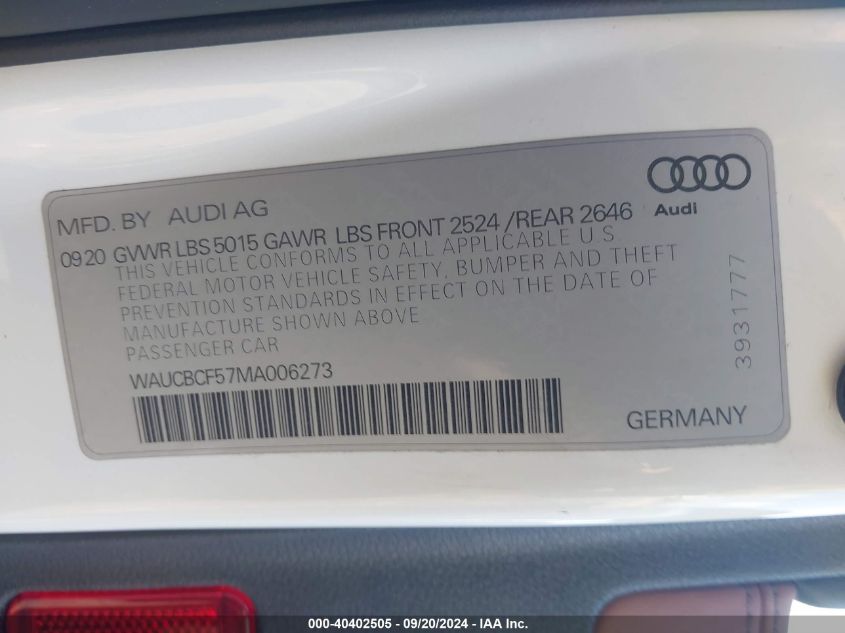 MFD. BY AUDI AG
Audi
09 20 GVWR LBS 5015 GAWR LBS FRONT 2524 /REAR 2646
THIS VEHICLE CONFORMS TO ALL APPLICABLE U.S.
FEDERAL MOTOR VEHICLE SAFETY, BUMPER AND THEFT
PREVENTION STANDARDS IN EFFECT ON THE DATE OF
MANUFACTURE SHOWN ABOVE
PASSENGER CAR
3931777
WAUCBCF57MA006273
GERMANY
000-40402505 - 09/20/2024 - IAA Inc.